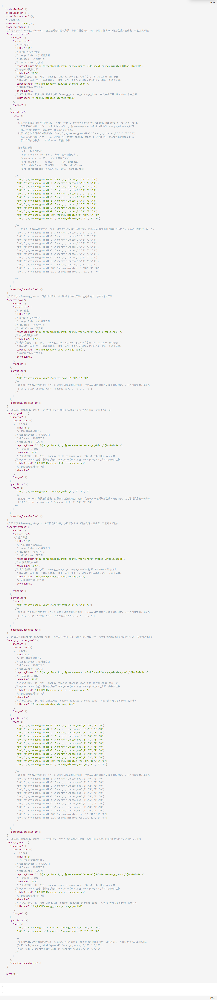 JSON
{
"customTables":{},
"globalTables":{},
"normalProcedures":{},
// 逻辑库名称
"schemaName":"energy",
"shardingTables":{
// 逻辑表名称energy_minutes: 虚拟表的分钟能耗数据，按照月份分为12个库，按照年份从2022开始创建对应的表，表索引从0开始
"energy_minutes":{
"function":{
"properties":{
// 分库数量
"dbNum":"12",
// 映射的真实物理地址
// targetIndex : 数据源索引
// dbIndex : 数据库索引
// tableIndex: 表索引
"mappingFormat":"c${targetIndex}/cjxjy-energy-month-${dbIndex}/energy_minutes_${tableIndex}",
// 分表规则的被除数
"tableNum":"2022",
// 表分片规则： 目前按照：`energy_minutes_storage_year`字段 跟 tableNum 取余分表
// Mycat2 Hash 型分片算法多数基于 MOD_HASH(MOD 对应 JAVA 的%运算）,实际上是取余运算。
"tableMethod":"MOD_HASH(energy_minutes_storage_year)",
// 存储物理数据库的个数
"storeNum":1,
// 库分片规则： 按月哈希 目前是按照 `energy_minutes_storage_time` 字段中的年月 跟 dbNum 取余分库
"dbMethod":"MM(energy_minutes_storage_time)"
},
"ranges":{}
},
"partition":{
"data":[
/**
以第一条数据规则进行举例解析： ["c0","cjxjy-energy-month-0","energy_minutes_0","0","0","0"],
代表真实的物理地址为： `c0`数据源中的`cjxjy-energy-month-0`数据库中的`energy_minutes_0`表
代表存储的数据为： 2022年中的 12月份的数据。
以第二条数据规则进行举例解析：["c0","cjxjy-energy-month-1","energy_minutes_0","1","0","0"],
代表真实的物理地址为： `c0`数据源中的`cjxjy-energy-month-1`数据库中的`energy_minutes_0`表
代表存储的数据为： 2022年中的 1月份的数据。
详情规则解析：
"c0"： 标识数据源
"cjxjy-energy-month-0"： 分库，真实的物理库名
"energy_minutes_0": 分表，真实物理表名
"0": dbIndex， 库的索引： 对应：dbIndex
"0": tableIndex，表的索引： 对应：tableIndex
"0": targetIndex，数据源索引： 对应： targetIndex
*/
["c0","cjxjy-energy-month-0","energy_minutes_0","0","0","0"],
["c0","cjxjy-energy-month-1","energy_minutes_0","1","0","0"],
["c0","cjxjy-energy-month-2","energy_minutes_0","2","0","0"],
["c0","cjxjy-energy-month-3","energy_minutes_0","3","0","0"],
["c0","cjxjy-energy-month-4","energy_minutes_0","4","0","0"],
["c0","cjxjy-energy-month-5","energy_minutes_0","5","0","0"],
["c0","cjxjy-energy-month-6","energy_minutes_0","6","0","0"],
["c0","cjxjy-energy-month-7","energy_minutes_0","7","0","0"],
["c0","cjxjy-energy-month-8","energy_minutes_0","8","0","0"],
["c0","cjxjy-energy-month-9","energy_minutes_0","9","0","0"],
["c0","cjxjy-energy-month-10","energy_minutes_0","10","0","0"],
["c0","cjxjy-energy-month-11","energy_minutes_0","11","0","0"]
/**
如果对于2023年的数据进行分表，则需要手动创建对应的规则，使得mycat根据规则创建出对应的表，从而达到数据的正确分配。
["c0","cjxjy-energy-month-0","energy_minutes_1","0","1","0"],
["c0","cjxjy-energy-month-1","energy_minutes_1","1","1","0"],
["c0","cjxjy-energy-month-2","energy_minutes_1","2","1","0"],
["c0","cjxjy-energy-month-3","energy_minutes_1","3","1","0"],
["c0","cjxjy-energy-month-4","energy_minutes_1","4","1","0"],
["c0","cjxjy-energy-month-5","energy_minutes_1","5","1","0"],
["c0","cjxjy-energy-month-6","energy_minutes_1","6","1","0"],
["c0","cjxjy-energy-month-7","energy_minutes_1","7","1","0"],
["c0","cjxjy-energy-month-8","energy_minutes_1","8","1","0"],
["c0","cjxjy-energy-month-9","energy_minutes_1","9","1","0"],
["c0","cjxjy-energy-month-10","energy_minutes_1","10","1","0"],
["c0","cjxjy-energy-month-11","energy_minutes_1","11","1","0"]
*/
]
},
"shardingIndexTables":{}
},
// 逻辑表名称energy_days: 日能耗记录表，按照年份从2022开始创建对应的表，表索引从0开始
"energy_days":{
"function":{
"properties":{
// 分库数量
"dbNum":"1",
// 映射的真实物理地址
// targetIndex : 数据源索引
// dbIndex : 数据库索引
// tableIndex: 表索引
"mappingFormat":"c${targetIndex}/cjxjy-energy-year/energy_days_${tableIndex}",
// 分表规则的被除数
"tableNum":"2022",
// 表分片规则： 目前按照：`energy_minutes_storage_year`字段 跟 tableNum 取余分表
// Mycat2 Hash 型分片算法多数基于 MOD_HASH(MOD 对应 JAVA 的%运算）,实际上是取余运算。
"tableMethod":"MOD_HASH(energy_days_storage_year)",
// 存储物理数据库的个数
"storeNum":1
},
"ranges":{}
},
"partition":{
"data":[
["c0","cjxjy-energy-year","energy_days_0","0","0","0"]
/**
如果对于2023年的数据进行分表，则需要手动创建对应的规则，使得mycat根据规则创建出对应的表，从而达到数据的正确分配。
["c0","cjxjy-energy-year","energy_days_1","0","1","0"]
*/
]
},
"shardingIndexTables":{}
},
// 逻辑表名称energy_shift: 班次能耗表，按照年份从2022开始创建对应的表，表索引从0开始
"energy_shift":{
"function":{
"properties":{
// 分库数量
"dbNum":"1",
// 映射的真实物理地址
// targetIndex : 数据源索引
// dbIndex : 数据库索引
// tableIndex: 表索引
"mappingFormat":"c${targetIndex}/cjxjy-energy-year/energy_shift_${tableIndex}",
// 分表规则的被除数
"tableNum":"2022",
// 表分片规则： 目前按照：`energy_shift_storage_year`字段 跟 tableNum 取余分表
// Mycat2 Hash 型分片算法多数基于 MOD_HASH(MOD 对应 JAVA 的%运算）,实际上是取余运算。
"tableMethod":"MOD_HASH(energy_shift_storage_year)",
// 存储物理数据库的个数
"storeNum":1
},
"ranges":{}
},
"partition":{
"data":[
["c0","cjxjy-energy-year","energy_shift_0","0","0","0"]
/**
如果对于2023年的数据进行分表，则需要手动创建对应的规则，使得mycat根据规则创建出对应的表，从而达到数据的正确分配。
["c0","cjxjy-energy-year","energy_shift_1","0","1","0"]
*/
]
},
"shardingIndexTables":{}
},
// 逻辑表名称energy_stages: 生产阶段能耗表, 按照年份从2022开始创建对应的表，表索引从0开始
"energy_stages":{
"function":{
"properties":{
// 分库数量
"dbNum":"1",
// 映射的真实物理地址
// targetIndex : 数据源索引
// dbIndex : 数据库索引
// tableIndex: 表索引
"mappingFormat":"c${targetIndex}/cjxjy-energy-year/energy_stages_${tableIndex}",
// 分表规则的被除数
"tableNum":"2022",
// 表分片规则： 目前按照：`energy_stages_storage_year`字段 跟 tableNum 取余分表
// Mycat2 Hash 型分片算法多数基于 MOD_HASH(MOD 对应 JAVA 的%运算）,实际上是取余运算。
"tableMethod":"MOD_HASH(energy_stages_storage_year)",
// 存储物理数据库的个数
"storeNum":1
},
"ranges":{}
},
"partition":{
"data":[
["c0","cjxjy-energy-year","energy_stages_0","0","0","0"]
/**
如果对于2023年的数据进行分表，则需要手动创建对应的规则，使得mycat根据规则创建出对应的表，从而达到数据的正确分配。
["c0","cjxjy-energy-year","energy_stages_1","0","1","0"]
*/
]
},
"shardingIndexTables":{}
},
// 逻辑表名称:energy_minutes_real: 物理表分钟能耗表: 按照月份分为12个库，按照年份从2022开始创建对应的表，表索引从0开始
"energy_minutes_real":{
"function":{
"properties":{
// 分库数量
"dbNum":"12",
// 映射的真实物理地址
// targetIndex : 数据源索引
// dbIndex : 数据库索引
// tableIndex: 表索引
"mappingFormat":"c${targetIndex}/cjxjy-energy-month-${dbIndex}/energy_minutes_real_${tableIndex}",
// 分表规则的被除数
"tableNum":"2022",
// 表分片规则： 目前按照：`energy_minutes_storage_year`字段 跟 tableNum 取余分表
// Mycat2 Hash 型分片算法多数基于 MOD_HASH(MOD 对应 JAVA 的%运算）,实际上是取余运算。
"tableMethod":"MOD_HASH(energy_minutes_storage_year)",
// 存储物理数据库的个数
"storeNum":1,
// 库分片规则： 按月哈希 目前是按照 `energy_minutes_storage_time` 字段中的年月 跟 dbNum 取余分库
"dbMethod":"MM(energy_minutes_storage_time)"
},
"ranges":{}
},
"partition":{
"data":[
["c0","cjxjy-energy-month-0","energy_minutes_real_0","0","0","0"],
["c0","cjxjy-energy-month-1","energy_minutes_real_0","1","0","0"],
["c0","cjxjy-energy-month-2","energy_minutes_real_0","2","0","0"],
["c0","cjxjy-energy-month-3","energy_minutes_real_0","3","0","0"],
["c0","cjxjy-energy-month-4","energy_minutes_real_0","4","0","0"],
["c0","cjxjy-energy-month-5","energy_minutes_real_0","5","0","0"],
["c0","cjxjy-energy-month-6","energy_minutes_real_0","6","0","0"],
["c0","cjxjy-energy-month-7","energy_minutes_real_0","7","0","0"],
["c0","cjxjy-energy-month-8","energy_minutes_real_0","8","0","0"],
["c0","cjxjy-energy-month-9","energy_minutes_real_0","9","0","0"],
["c0","cjxjy-energy-month-10","energy_minutes_real_0","10","0","0"],
["c0","cjxjy-energy-month-11","energy_minutes_real_0","11","0","0"]
/**
如果对于2023年的数据进行分表，则需要手动创建对应的规则，使得mycat根据规则创建出对应的表，从而达到数据的正确分配。
["c0","cjxjy-energy-month-0","energy_minutes_real_1","0","1","0"],
["c0","cjxjy-energy-month-1","energy_minutes_real_1","1","1","0"],
["c0","cjxjy-energy-month-2","energy_minutes_real_1","2","1","0"],
["c0","cjxjy-energy-month-3","energy_minutes_real_1","3","1","0"],
["c0","cjxjy-energy-month-4","energy_minutes_real_1","4","1","0"],
["c0","cjxjy-energy-month-5","energy_minutes_real_1","5","1","0"],
["c0","cjxjy-energy-month-6","energy_minutes_real_1","6","1","0"],
["c0","cjxjy-energy-month-7","energy_minutes_real_1","7","1","0"],
["c0","cjxjy-energy-month-8","energy_minutes_real_1","8","1","0"],
["c0","cjxjy-energy-month-9","energy_minutes_real_1","9","1","0"],
["c0","cjxjy-energy-month-10","energy_minutes_real_1","10","1","0"],
["c0","cjxjy-energy-month-11","energy_minutes_real_1","11","1","0"]
*/
]
},
"shardingIndexTables":{}
},
// 逻辑表名称energy_hours: 小时能耗表， 按照月份奇偶数进行分库，按照年份从2022开始创建对应的表，表索引从0开始
"energy_hours":{
"function":{
"properties":{
// 分库数量
"dbNum":"2",
// 映射的真实物理地址
// targetIndex : 数据源索引
// dbIndex : 数据库索引
// tableIndex: 表索引
"mappingFormat":"c${targetIndex}/cjxjy-energy-half-year-${dbIndex}/energy_hours_${tableIndex}",
// 分表规则的被除数
"tableNum":"2022",
// 表分片规则： 目前按照：`energy_hours_storage_year`字段 跟 tableNum 取余分表
// Mycat2 Hash 型分片算法多数基于 MOD_HASH(MOD 对应 JAVA 的%运算）,实际上是取余运算。
"tableMethod":"MOD_HASH(energy_hours_storage_year)",
// 存储物理数据库的个数
"storeNum":1,
// 库分片规则： 按月哈希 目前是按照 `energy_minutes_storage_time` 字段中的年月 跟 dbNum 取余分库
"dbMethod":"MOD_HASH(energy_hours_storage_month)"
},
"ranges":{}
},
"partition":{
"data":[
["c0","cjxjy-energy-half-year-0","energy_hours_0","0","0","0"],
["c0","cjxjy-energy-half-year-1","energy_hours_0","1","0","0"]
/**
如果对于2023年的数据进行分表，则需要创建对应的规则，使得mycat根据规则创建出对应的表，从而达到数据的正确分配。
["c0","cjxjy-energy-half-year-0","energy_hours_1","0","1","0"],
["c0","cjxjy-energy-half-year-1","energy_hours_1","1","1","0"]
*/
]
},
"shardingIndexTables":{}
}
},
"views":{}
}
JSON